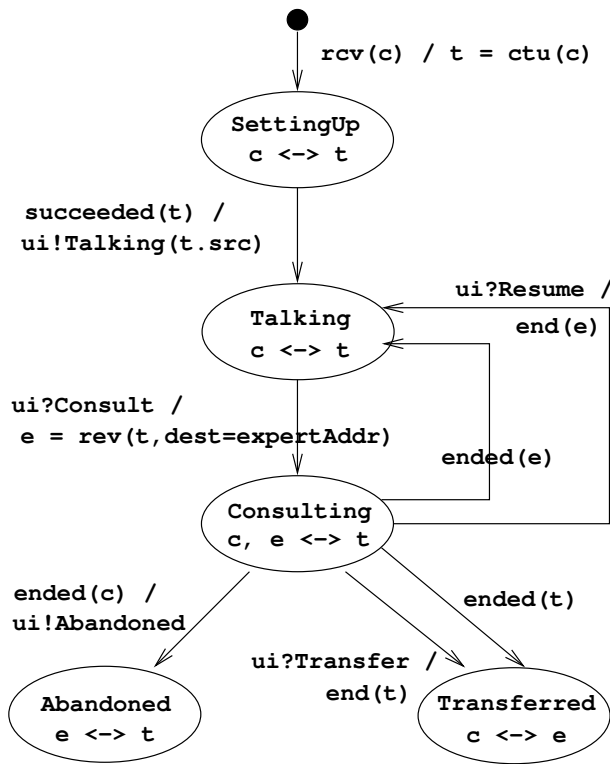 rcv(c) / t = ctu(c)
SettingUp
c <-> t
succeeded(t) /
ui!Talking(t.src)
ui?Resume /
end(e)
Talking
c <-> t
ui?Consult /
e = rev(t,dest=expertAddr)
ended(e)
Consulting
c, e <-> t
ended(c) /
ui!Abandoned
ended(t)
ui?Transfer /
end(t)
Abandoned
e <-> t
Transferred
c <-> e